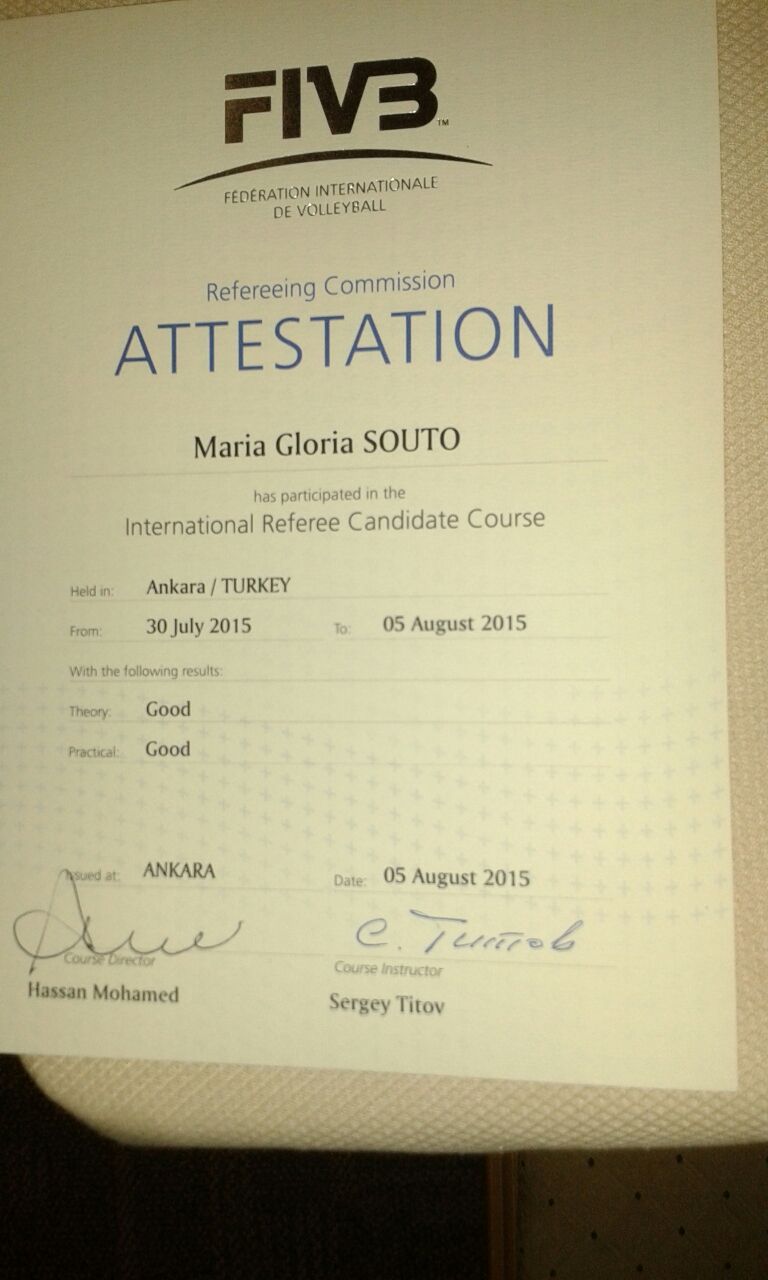 FIVB™
FÉDÉRATION INTERNATIONALE
DE VOLLEYBALL
Refereeing Commission
ATTESTATION
Maria Gloria SOUTO
has participated in the
International Referee Candidate Course
Held in: Ankara / TURKEY
From: 30 July 2015 To: 05 August 2015
With the following results:
Theory: Good
Practical: Good
Issued at: ANKARA Date: 05 August 2015
С. Титов
Course Director Course Instructor
Hassan Mohamed Sergey Titov